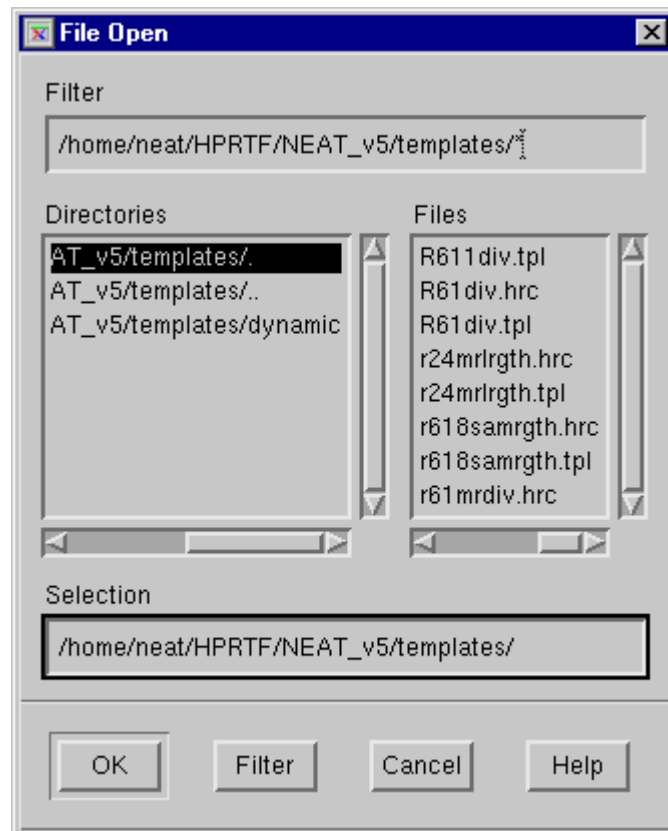 File Open
Filter
/home/neat/HPRTF/NEAT_v5/templates/*
Directories
AT_v5/templates/.
AT_v5/templates/..
AT_v5/templates/dynamic
Files
R611div.tpl
R61div.hrc
R61div.tpl
r24mrlrgth.hrc
r24mrlrgth.tpl
r618samrgth.hrc
r618samrgth.tpl
r61mrdiv.hrc
Selection
/home/neat/HPRTF/NEAT_v5/templates/
OK
Filter
Cancel
Help